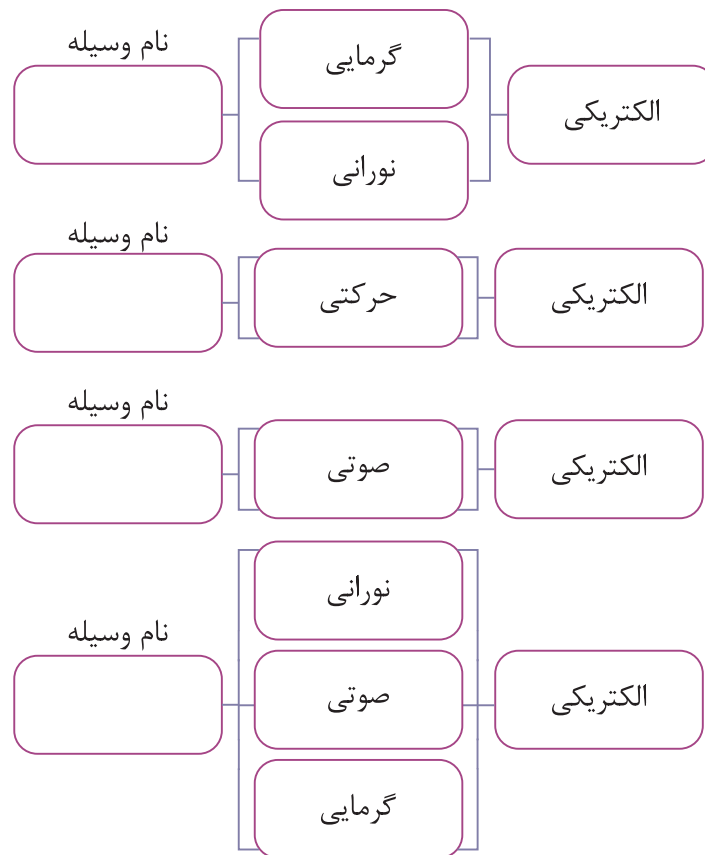 نام وسیله
گرمایی
الکتریکی
نورانی
نام وسیله
حرکتی
الکتریکی
نام وسیله
صوتی
الکتریکی
نورانی
نام وسیله
صوتی
الکتریکی
گرمایی